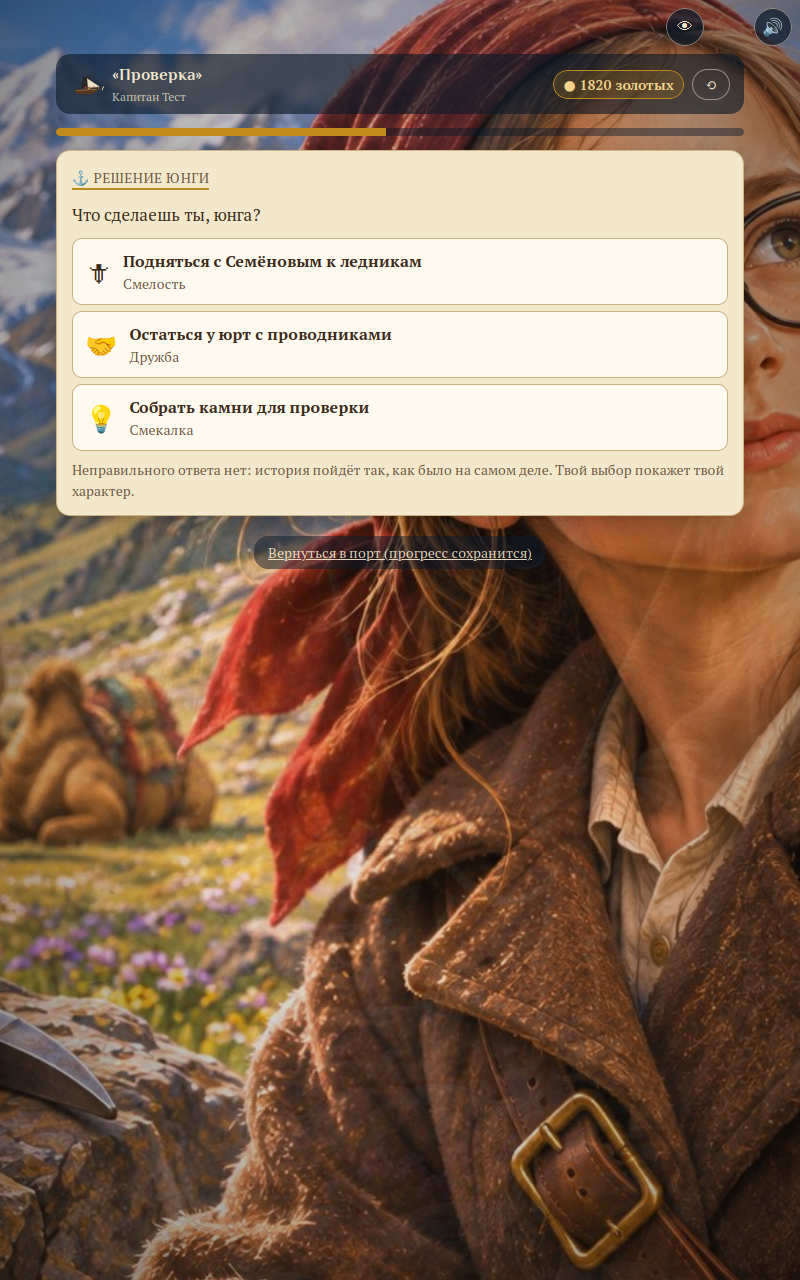 «Проверка»
Капитан Тест
1820 золотых
РЕШЕНИЕ ЮНГИ
Что сделаешь ты, юнга?
Подняться с Семёновым к ледникам
Смелость
Остаться у юрт с проводниками
Дружба
Собрать камни для проверки
Смекалка
Неправильного ответа нет: история пойдёт так, как было на самом деле. Твой выбор покажет твой
характер.
Вернуться в порт (прогресс сохранится)